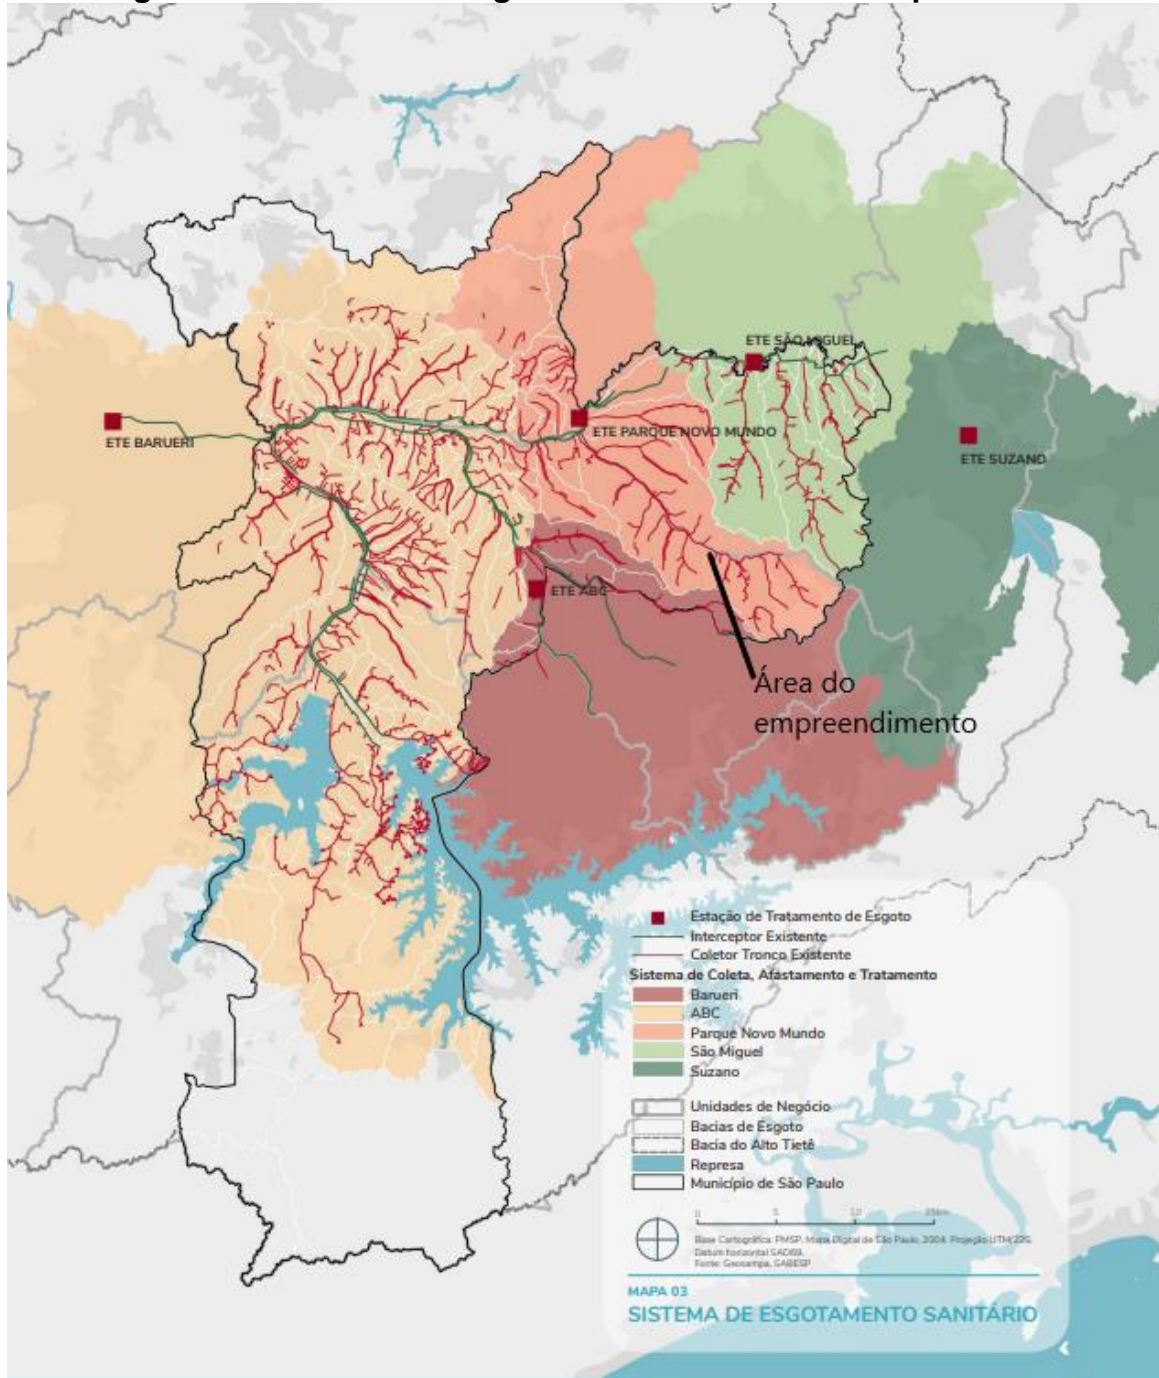 ETE SÃO MIGUEL
ETE BARUERI
ETE PARQUE NOVO MUNDO
ETE SUZANO
ETE ABC
Área do
empreendimento
Estação de Tratamento de Esgoto
Interceptor Existente
Coletor Tronco Existente
Sistema de Coleta, Afastamento e Tratamento
Barueri
ABC
Parque Novo Mundo
São Miguel
Suzano
Unidades de Negócio
Bacias de Esgoto
Bacia do Alto Tietê
Represa
Município de São Paulo
0 5 10 15km
Base Cartográfica: PMSP. Mapa Digital de São Paulo, 2004. Projeção UTM/23S.
Datum horizontal SAD69.
Fonte: Geosampa, SABESP
MAPA 03
SISTEMA DE ESGOTAMENTO SANITÁRIO